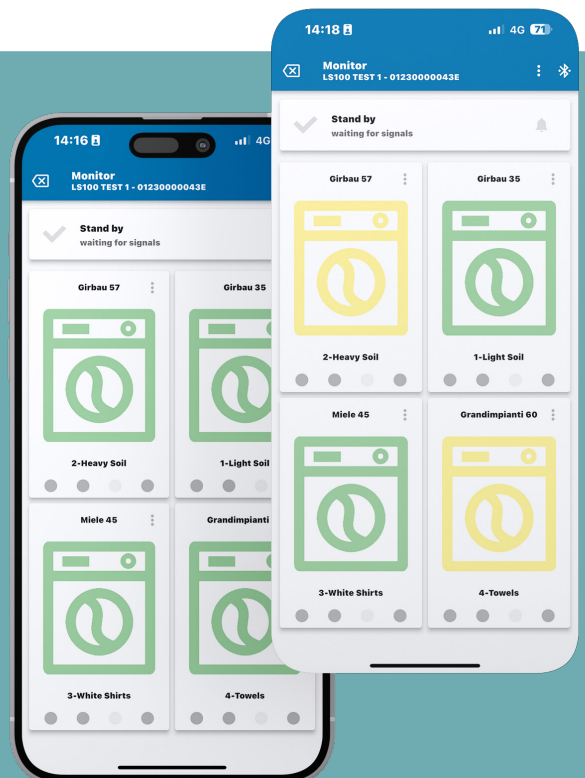 14:18
4G 71
Monitor
LS100 TEST 1 - 01230000043E
Stand by
waiting for signals
Girbau 57
Girbau 35
2-Heavy Soil
1-Light Soil
Miele 45
Grandimpianti 60
3-White Shirts
4-Towels
14:16
4G
Monitor
LS100 TEST 1 - 01230000043E
Stand by
waiting for signals
Girbau 57
Girbau 35
2-Heavy Soil
1-Light Soil
Miele 45
Grandimpianti
3-White Shirts
4-Towels